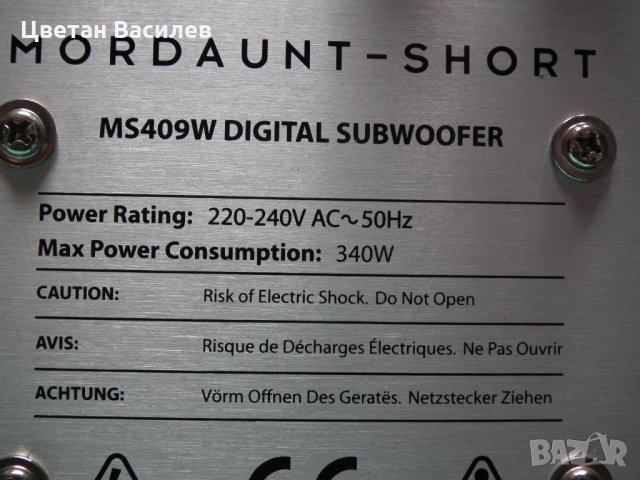 Цветан Василев
MORDAUNT-SHORT
MS409W DIGITAL SUBWOOFER
Power Rating: 220-240V AC~50Hz
Max Power Consumption: 340W
CAUTION: Risk of Electric Shock. Do Not Open
AVIS: Risque de Décharges Électriques. Ne Pas Ouvrir
ACHTUNG: Vörm Offnen Des Geratës. Netzstecker Ziehen
CE
BAZAR